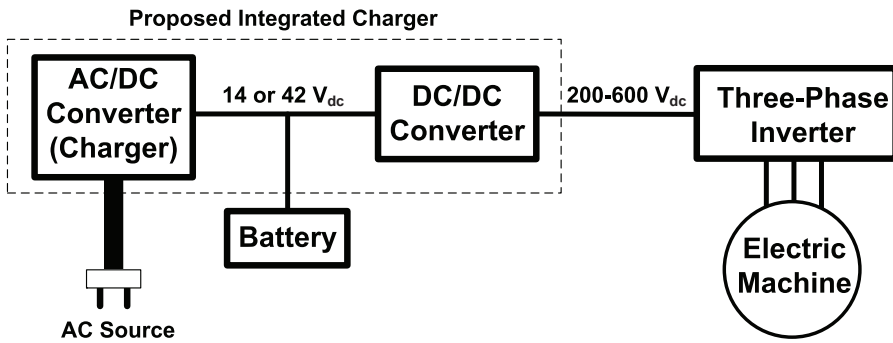 Proposed Integrated Charger
AC/DC
Converter
(Charger)
14 or 42 Vdc
DC/DC
Converter
200-600 Vdc
Three-Phase
Inverter
Battery
Electric
Machine
AC Source